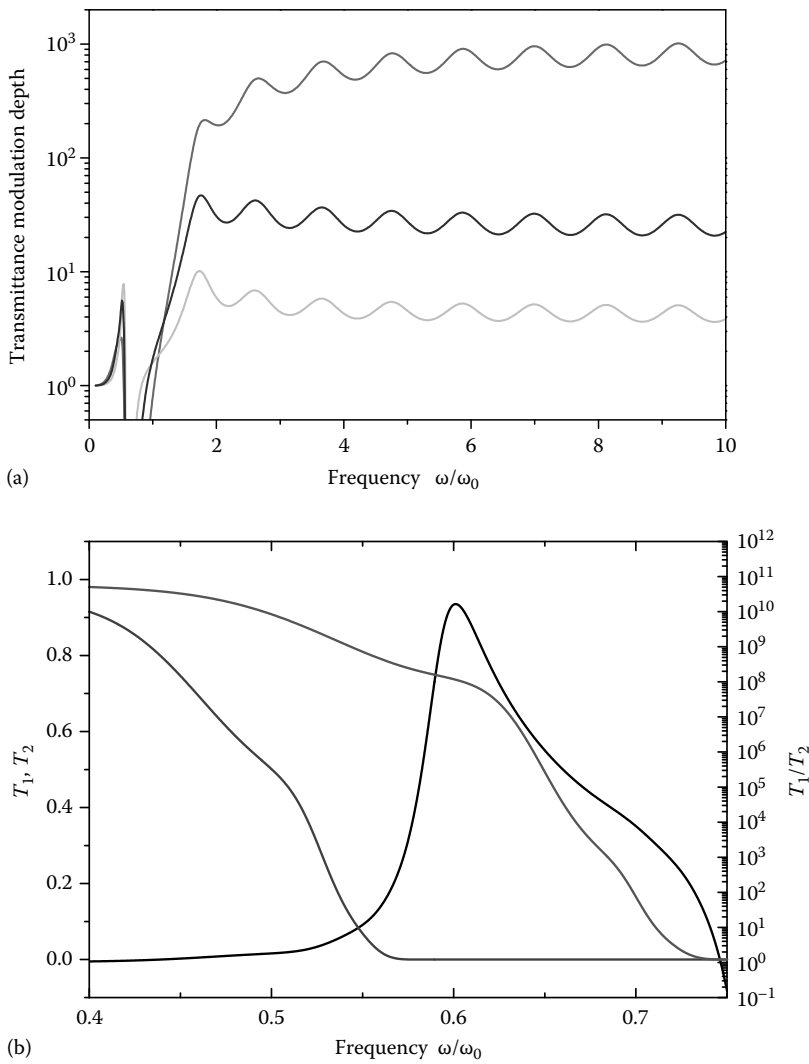 10³
10²
10¹
10⁰
Transmittance modulation depth
0 2 4 6 8 10
Frequency ω/ω₀
(a)
1.0
0.8
0.6
0.4
0.2
0.0
T₁, T₂
10¹²
10¹¹
10¹⁰
10⁹
10⁸
10⁷
10⁶
10⁵
10⁴
10³
10²
10¹
10⁰
10⁻¹
T₁/T₂
0.4 0.5 0.6 0.7
Frequency ω/ω₀
(b)